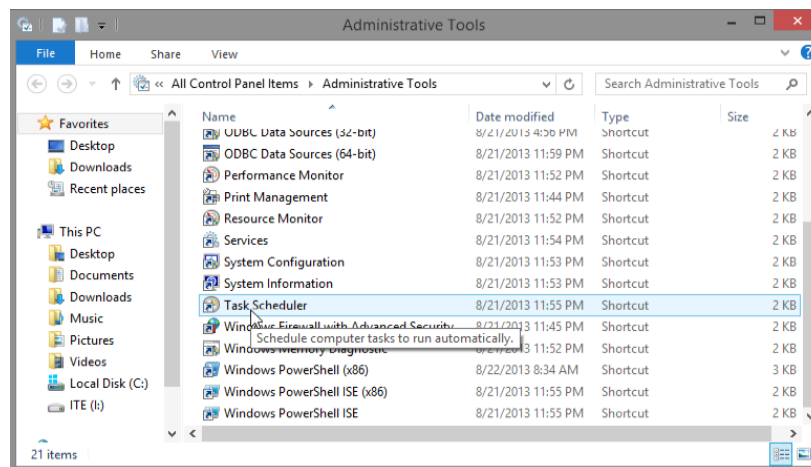 Administrative Tools
File Home Share View
« All Control Panel Items Administrative Tools Search Administrative Tools
Favorites
Desktop
Downloads
Recent places
This PC
Desktop
Documents
Downloads
Music
Pictures
Videos
Local Disk (C:)
ITE (I:)
Name Date modified Type Size
ODBC Data Sources (32-bit) 8/21/2013 4:56 PM Shortcut 2 KB
ODBC Data Sources (64-bit) 8/21/2013 11:59 PM Shortcut 2 KB
Performance Monitor 8/21/2013 11:52 PM Shortcut 2 KB
Print Management 8/21/2013 11:44 PM Shortcut 2 KB
Resource Monitor 8/21/2013 11:52 PM Shortcut 2 KB
Services 8/21/2013 11:54 PM Shortcut 2 KB
System Configuration 8/21/2013 11:53 PM Shortcut 2 KB
System Information 8/21/2013 11:53 PM Shortcut 2 KB
Task Scheduler 8/21/2013 11:55 PM Shortcut 2 KB
Windows Firewall with Advanced Security 8/21/2013 11:45 PM Shortcut 2 KB
Schedule computer tasks to run automatically.
Windows Memory Diagnostic 8/21/2013 11:52 PM Shortcut 2 KB
Windows PowerShell (x86) 8/22/2013 8:34 AM Shortcut 3 KB
Windows PowerShell ISE (x86) 8/21/2013 11:55 PM Shortcut 2 KB
Windows PowerShell ISE 8/21/2013 11:55 PM Shortcut 2 KB
21 items